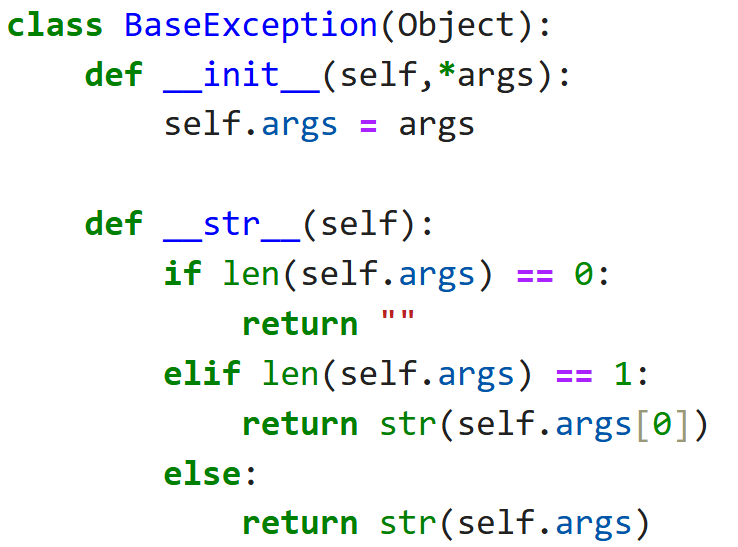 class BaseException(Object):
    def __init__(self,*args):
        self.args = args

    def __str__(self):
        if len(self.args) == 0:
            return ""
        elif len(self.args) == 1:
            return str(self.args[0])
        else:
            return str(self.args)